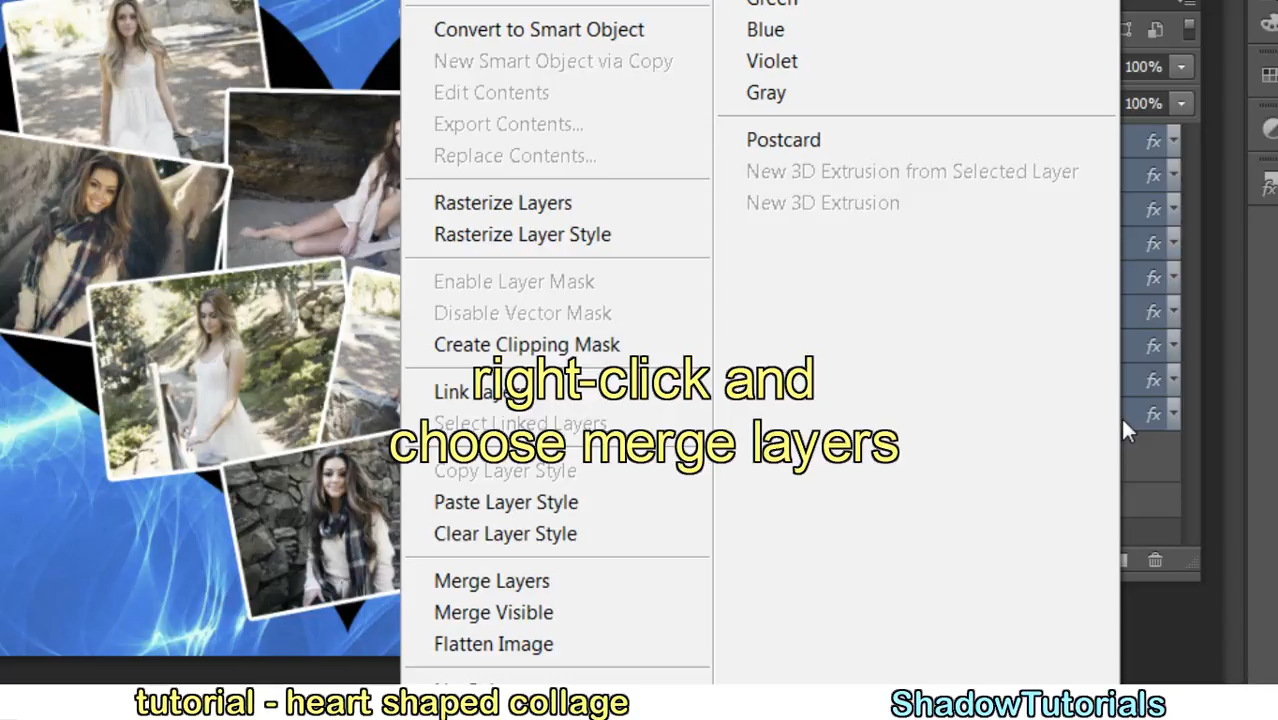 Convert to Smart Object
New Smart Object via Copy
Edit Contents
Export Contents...
Replace Contents...
Rasterize Layers
Rasterize Layer Style
Enable Layer Mask
Disable Vector Mask
Create Clipping Mask
Link Layers
Select Linked Layers
Copy Layer Style
Paste Layer Style
Clear Layer Style
Merge Layers
Merge Visible
Flatten Image
Green
Blue
Violet
Gray
Postcard
New 3D Extrusion from Selected Layer
New 3D Extrusion
100%
100%
fx
fx
fx
fx
fx
fx
fx
fx
fx
fx
right-click and
choose merge layers
tutorial - heart shaped collage
ShadowTutorials